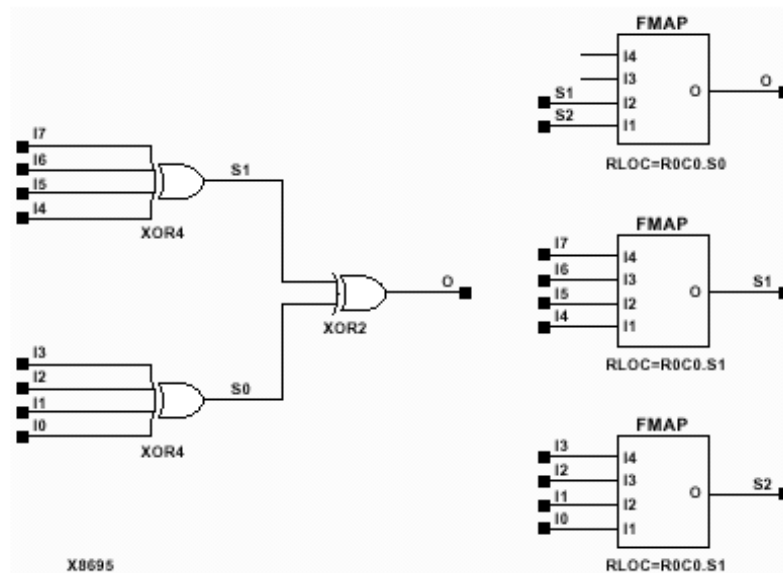 I7
I6
I5
I4
S1
XOR4
O
XOR2
I3
I2
I1
I0
S0
XOR4
X8695
FMAP
I4
I3
S1 I2 O O
S2 I1
RLOC=R0C0.S0
FMAP
I7 I4
I6 I3
I5 I2 O S1
I4 I1
RLOC=R0C0.S1
FMAP
I3 I4
I2 I3
I1 I2 O S2
I0 I1
RLOC=R0C0.S1